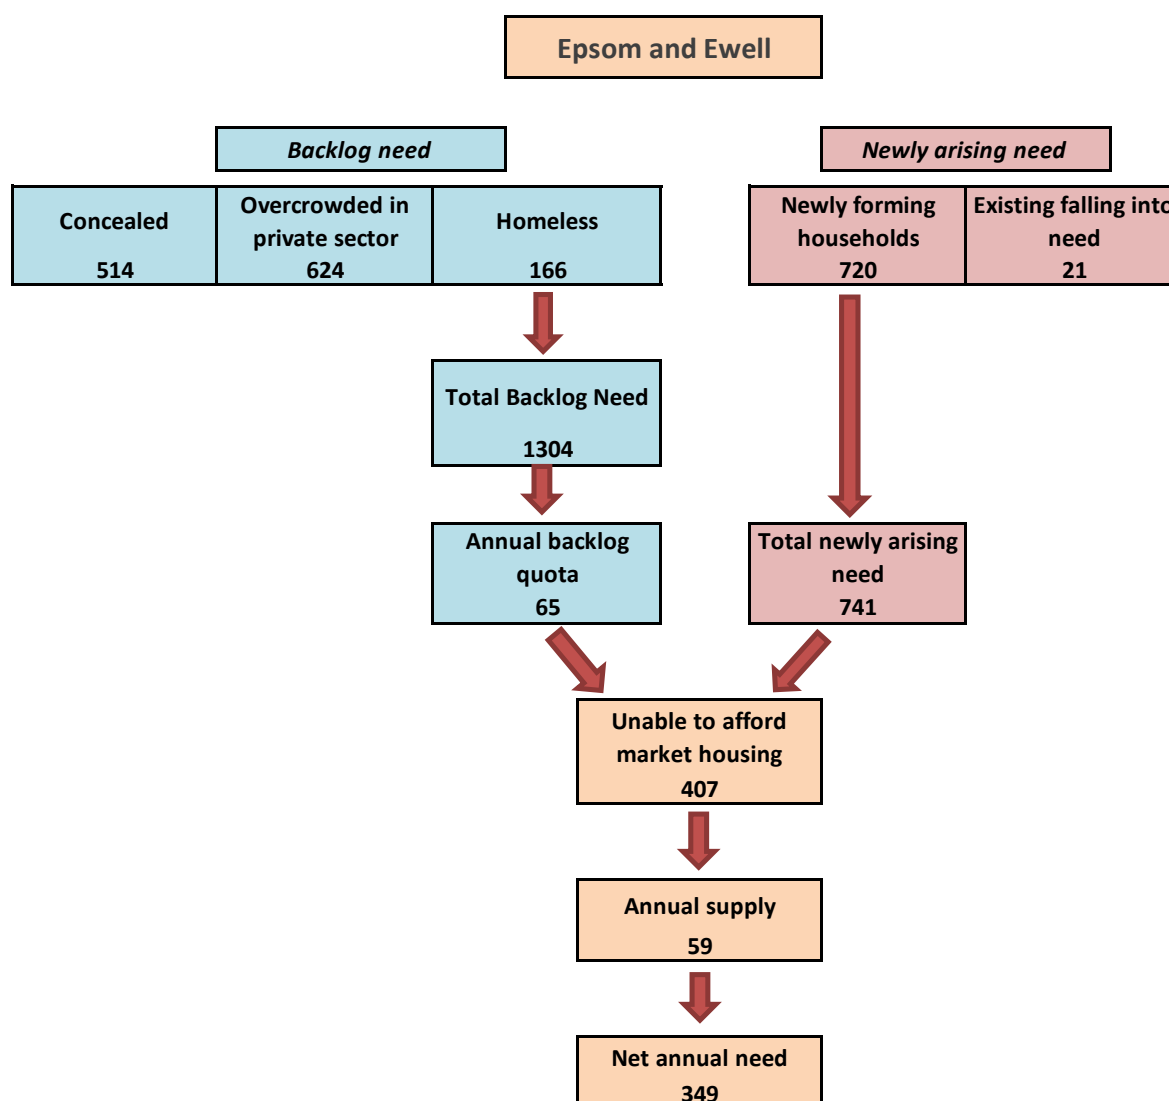 Epsom and Ewell
Backlog need
Newly arising need
Concealed
514
Overcrowded in
private sector
624
Homeless
166
Newly forming
households
720
Existing falling into
need
21
Total Backlog Need
1304
Annual backlog
quota
65
Total newly arising
need
741
Unable to afford
market housing
407
Annual supply
59
Net annual need
349